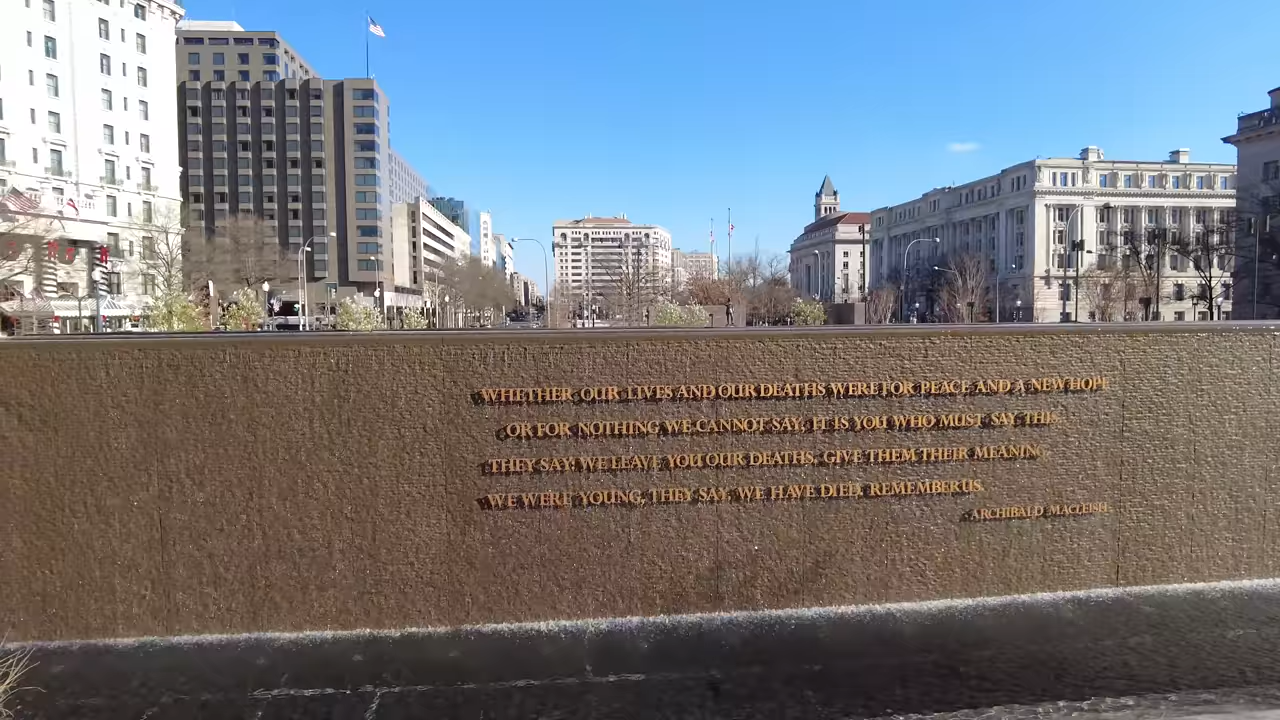 WHETHER OUR LIVES AND OUR DEATHS WERE FOR PEACE AND A NEW HOPE
OR FOR NOTHING WE CANNOT SAY. IT IS YOU WHO MUST SAY THIS.
THEY SAY, WE LEAVE YOU OUR DEATHS, GIVE THEM THEIR MEANING.
WE WERE YOUNG, THEY SAY, WE HAVE DIED, REMEMBER US.
ARCHIBALD MACLEISH